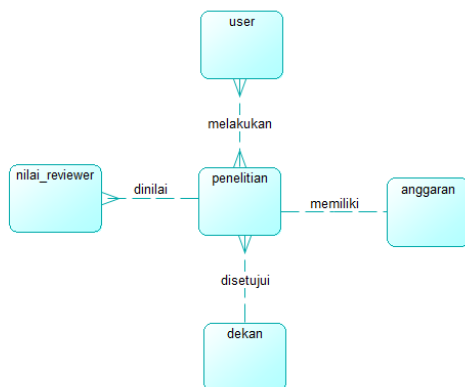 user
melakukan
nilai_reviewer
dinilai
penelitian
memiliki
anggaran
disetujui
dekan